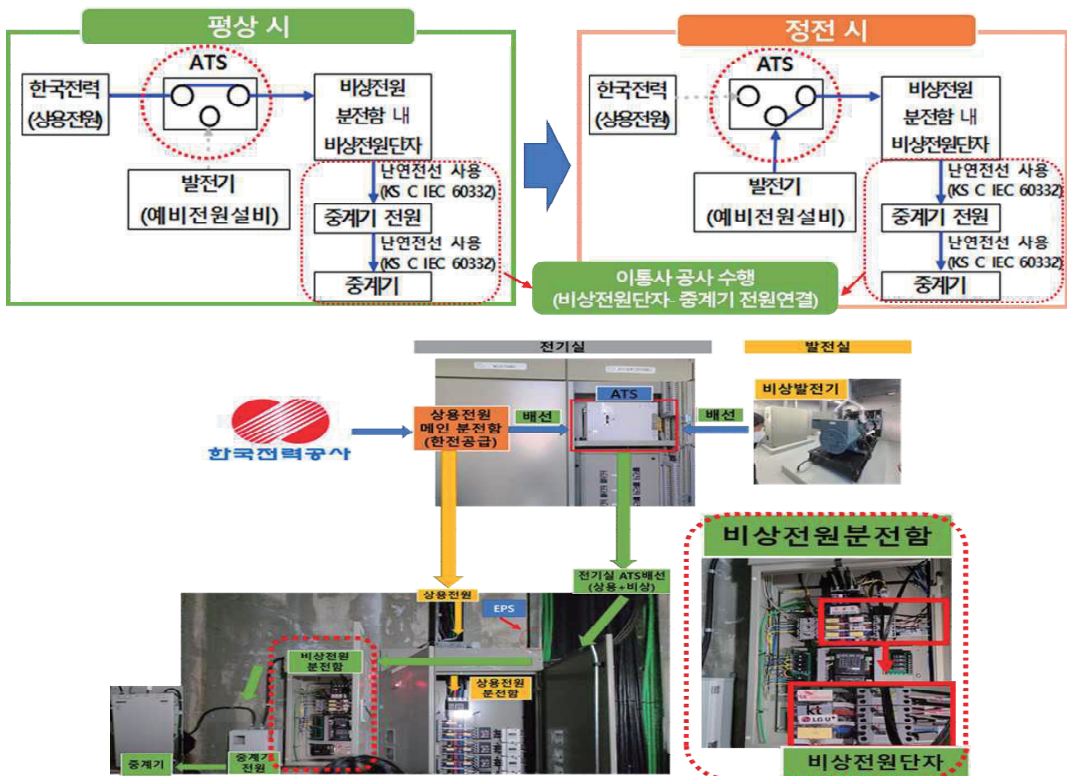 평상 시
ATS
한국전력
(상용전원)
비상전원
분전함 내
비상전원단자
발전기
(예비전원설비)
난연전선 사용
(KS C IEC 60332)
중계기 전원
난연전선 사용
(KS C IEC 60332)
중계기
정전 시
ATS
한국전력
(상용전원)
비상전원
분전함 내
비상전원단자
발전기
(예비전원설비)
난연전선 사용
(KS C IEC 60332)
중계기 전원
난연전선 사용
(KS C IEC 60332)
중계기
이통사 공사 수행
(비상전원단자- 중계기 전원연결)
전기실
발전실
ATS
비상발전기
한국전력공사
상용전원
메인 분전함
(한전공급)
배선
배선
비상전원분전함
전기실 ATS배선
(상용+비상)
상용전원
EPS
비상전원
분전함
상용전원
분전함
kt
LG U+
중계기
중계기
전원
비상전원단자